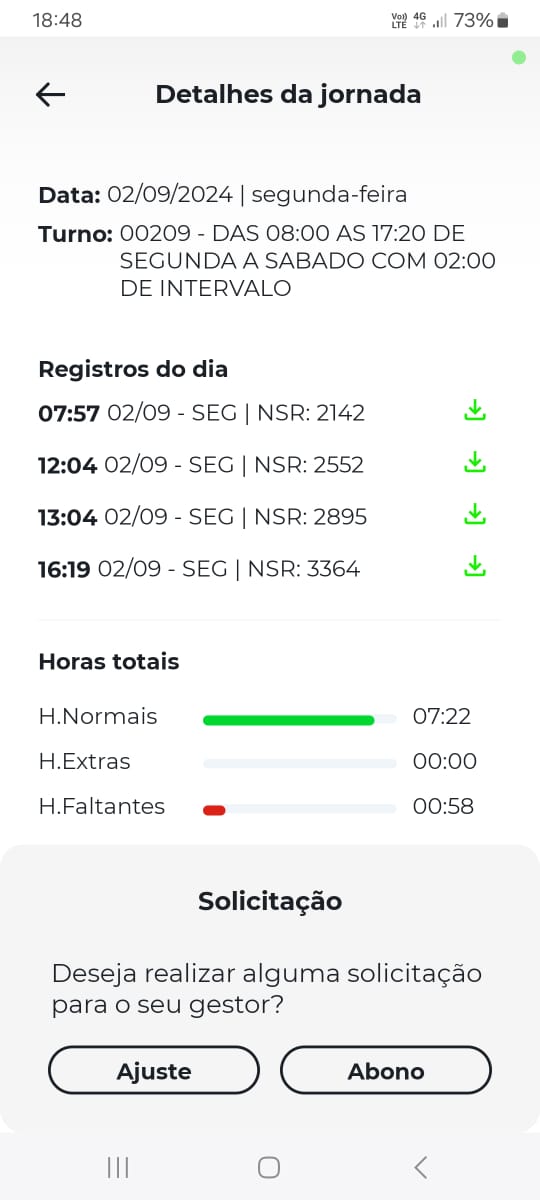 18:48 Vo)) LTE 4G 73%
Detalhes da jornada
Data: 02/09/2024 | segunda-feira
Turno: 00209 - DAS 08:00 AS 17:20 DE
SEGUNDA A SABADO COM 02:00
DE INTERVALO
Registros do dia
07:57 02/09 - SEG | NSR: 2142
12:04 02/09 - SEG | NSR: 2552
13:04 02/09 - SEG | NSR: 2895
16:19 02/09 - SEG | NSR: 3364
Horas totais
H.Normais 07:22
H.Extras 00:00
H.Faltantes 00:58
Solicitação
Deseja realizar alguma solicitação
para o seu gestor?
Ajuste Abono